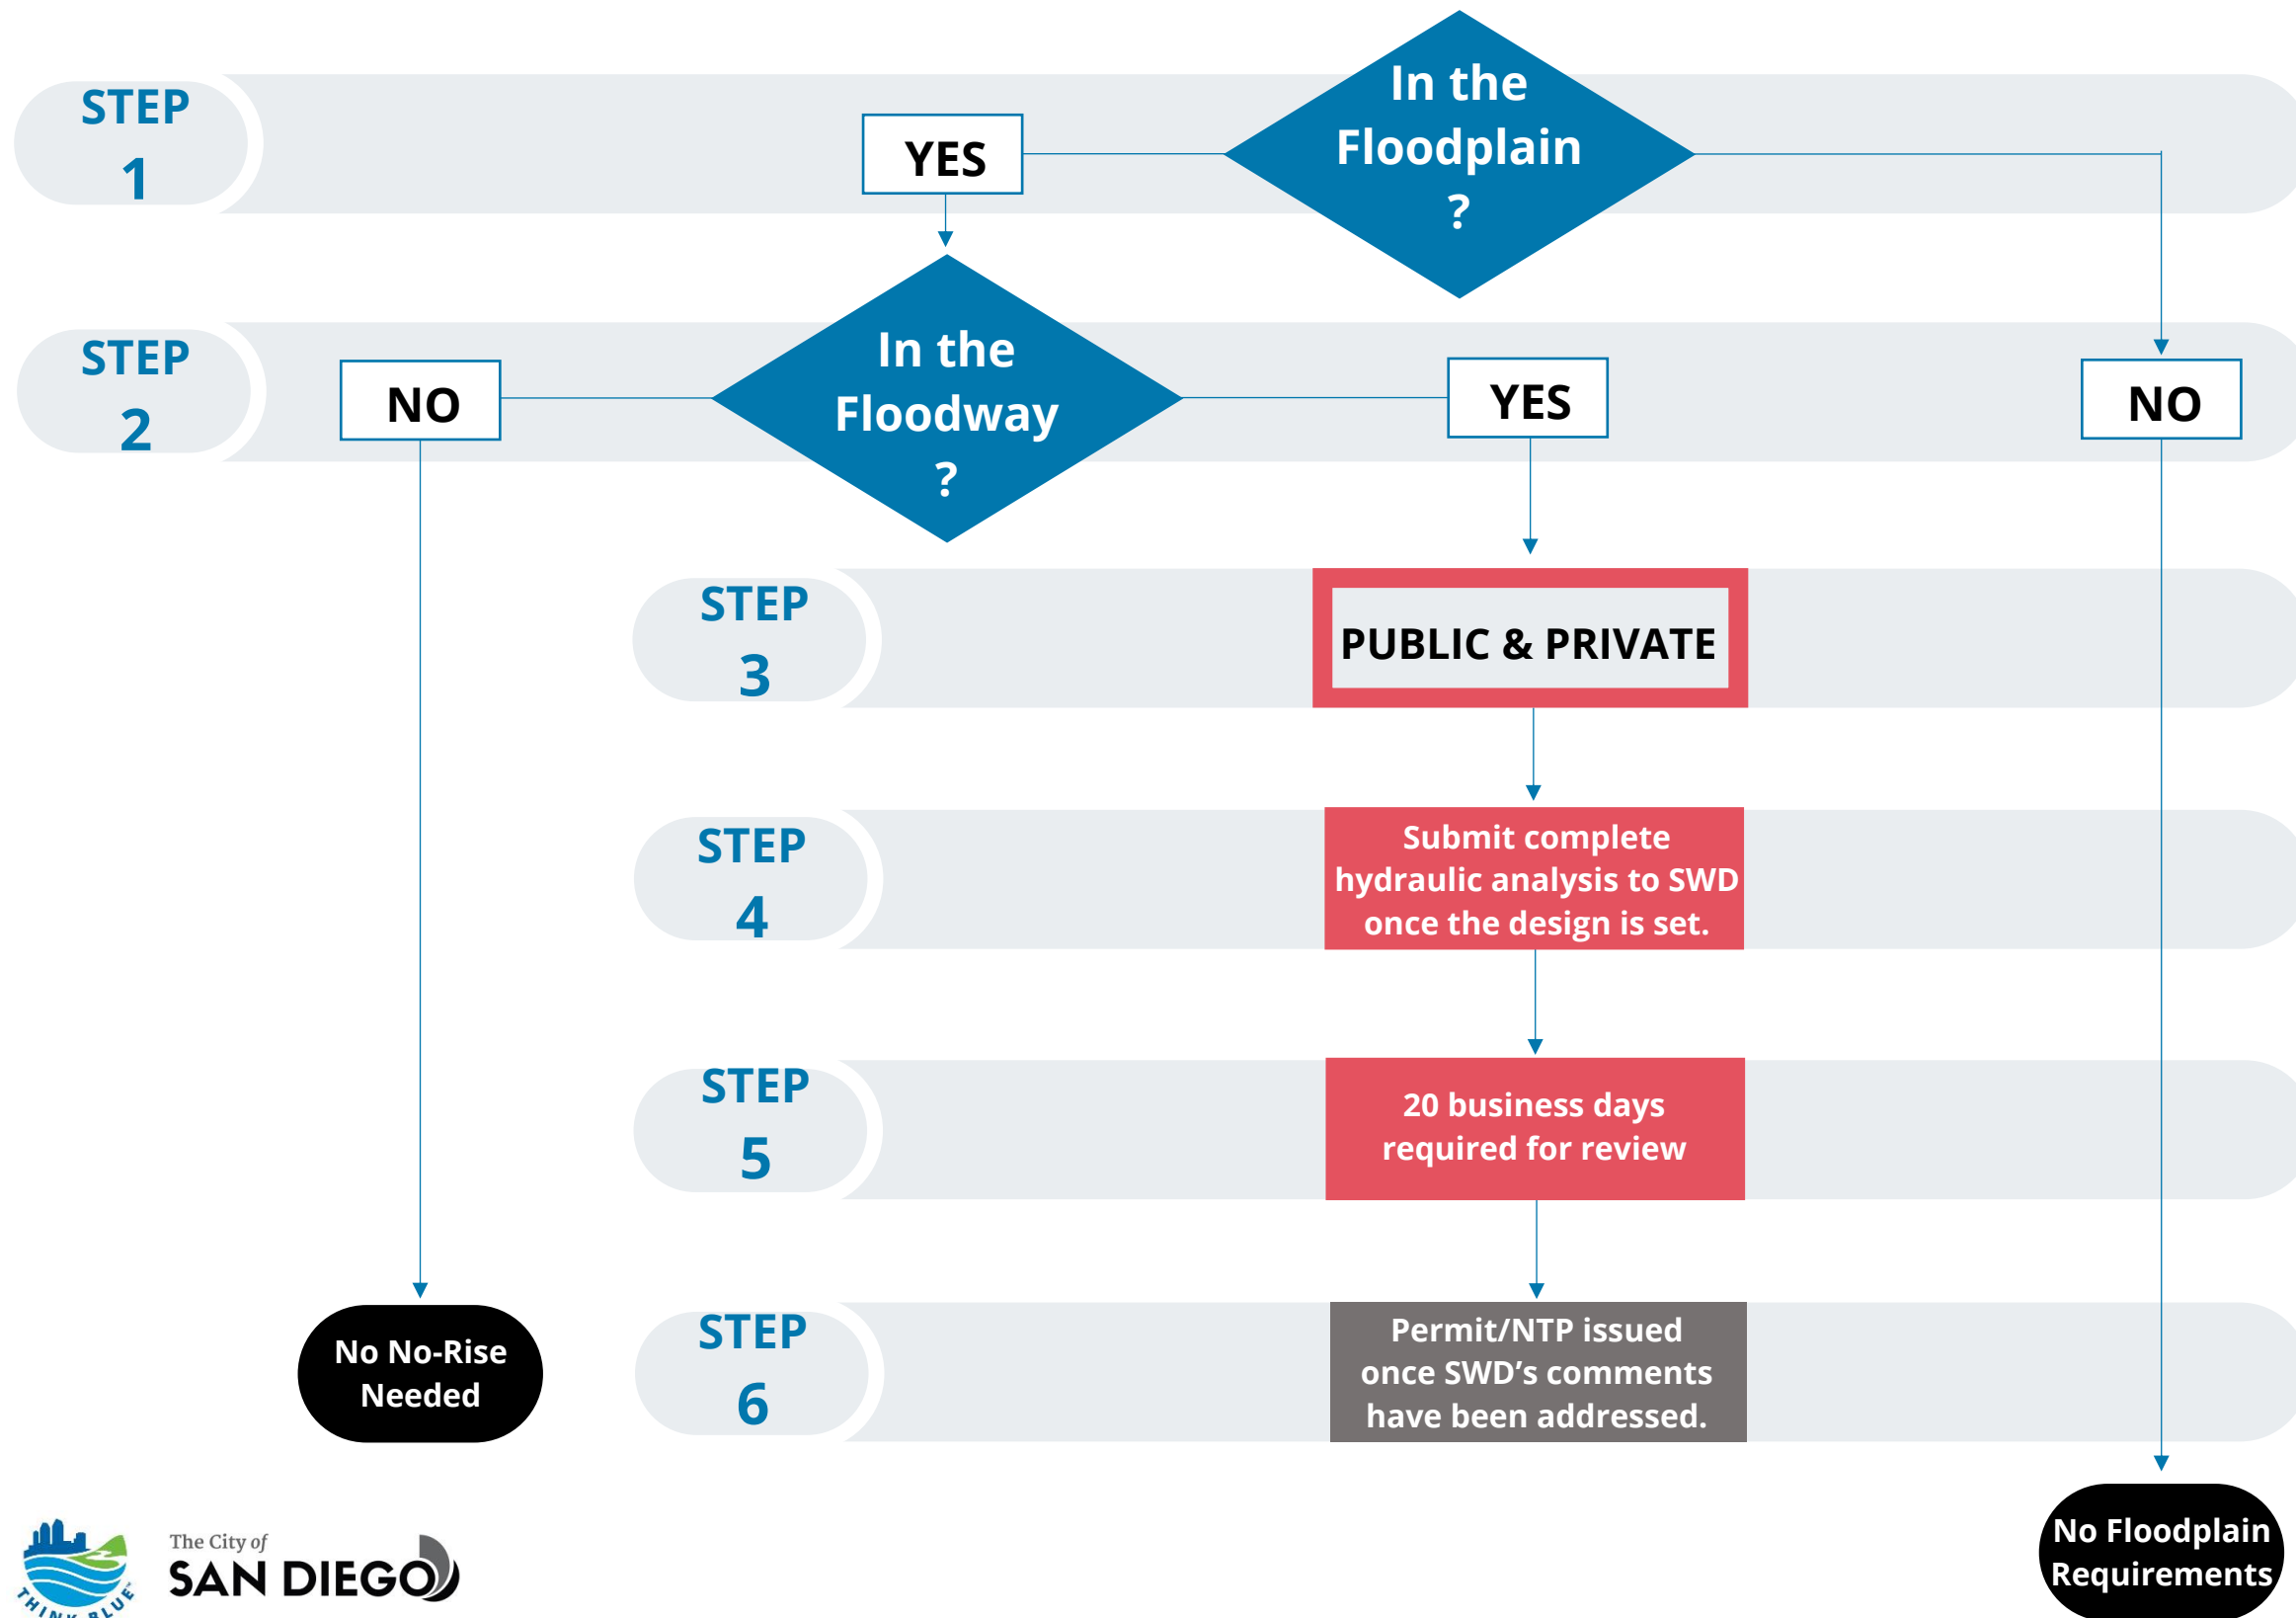 STEP
1
YES
In the
Floodplain
?
STEP
2
NO
In the
Floodway
?
YES
NO
STEP
3
PUBLIC & PRIVATE
STEP
4
Submit complete
hydraulic analysis to SWD
once the design is set.
STEP
5
20 business days
required for review
STEP
6
Permit/NTP issued
once SWD’s comments
have been addressed.
No No-Rise
Needed
No Floodplain
Requirements
THINK BLUE
The City of
SAN DIEGO